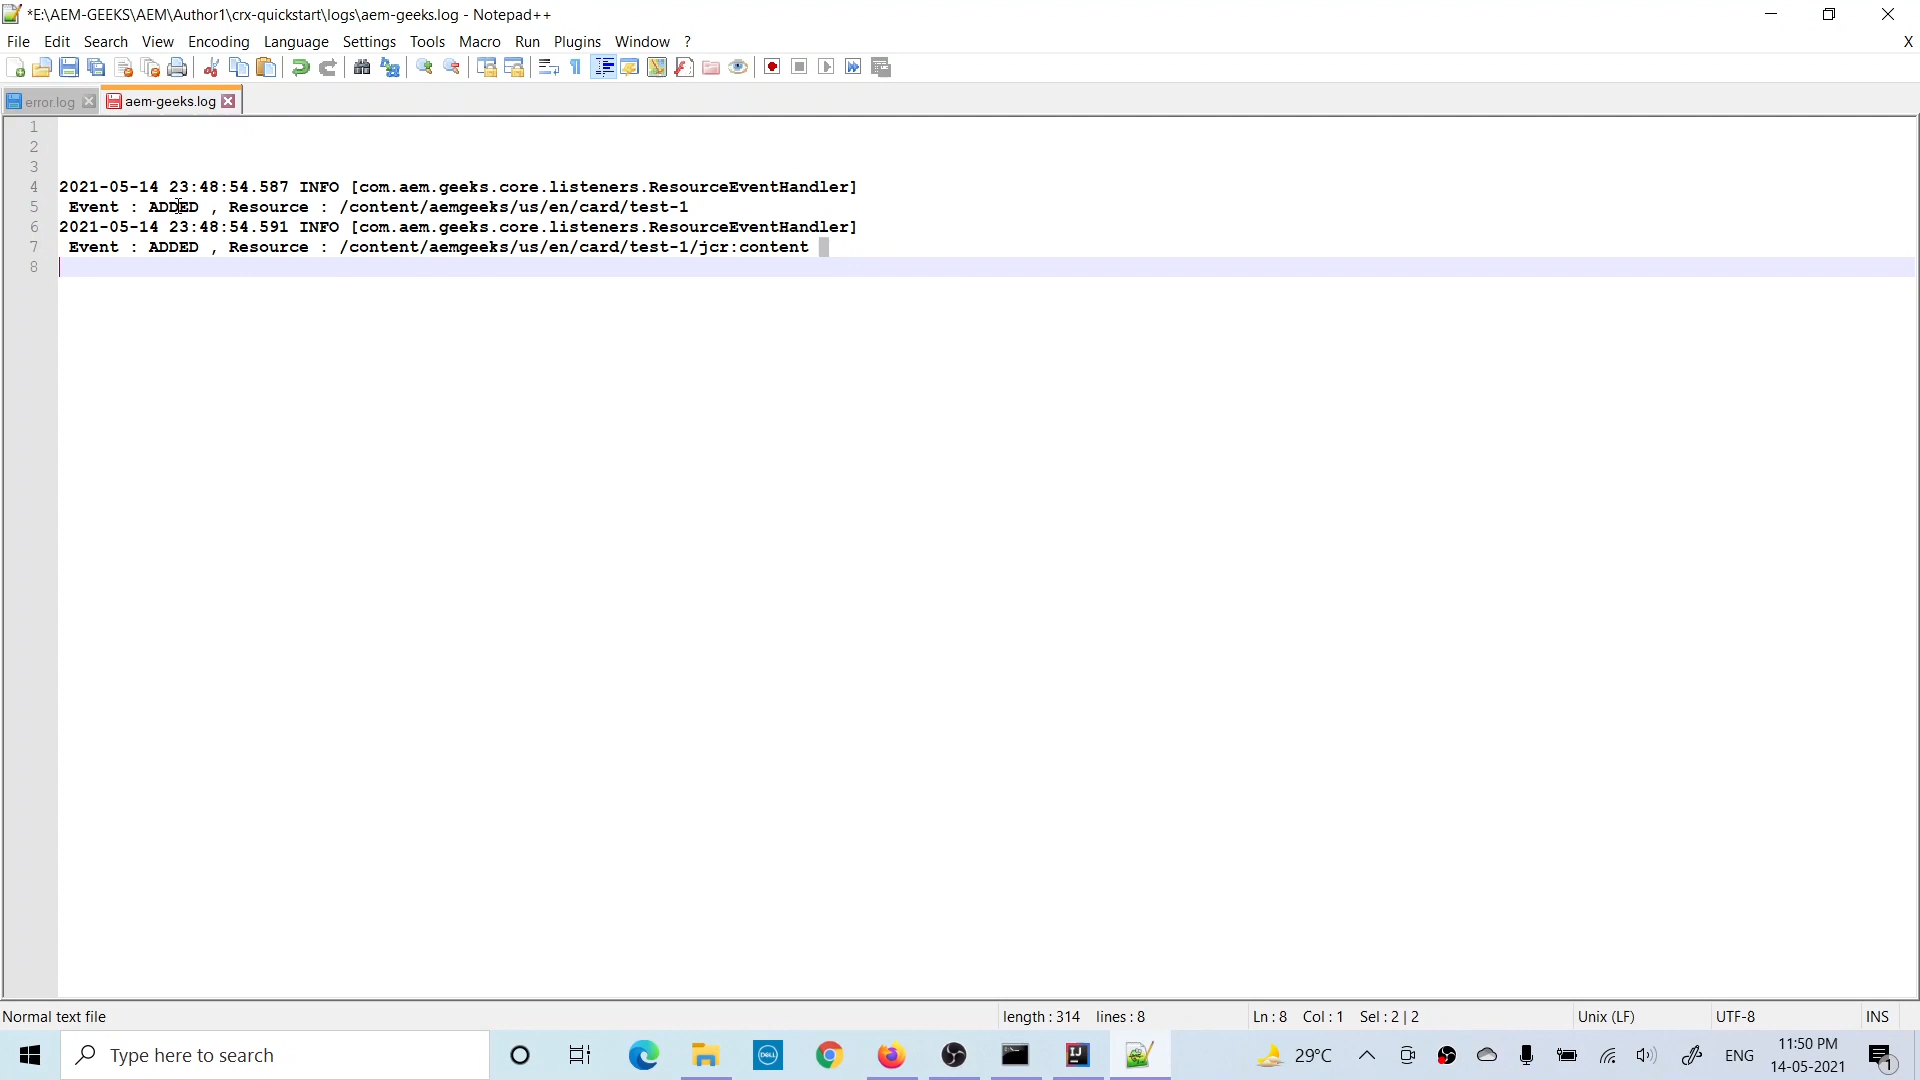 *E:\AEM-GEEKS\AEM\Author1\crx-quickstart\logs\aem-geeks.log - Notepad++
File Edit Search View Encoding Language Settings Tools Macro Run Plugins Window ? X
error.log aem-geeks.log
1
2
3
4 2021-05-14 23:48:54.587 INFO [com.aem.geeks.core.listeners.ResourceEventHandler]
5 Event : ADDED , Resource : /content/aemgeeks/us/en/card/test-1
6 2021-05-14 23:48:54.591 INFO [com.aem.geeks.core.listeners.ResourceEventHandler]
7 Event : ADDED , Resource : /content/aemgeeks/us/en/card/test-1/jcr:content
8
Normal text file length : 314 lines : 8 Ln : 8 Col : 1 Sel : 2 | 2 Unix (LF) UTF-8 INS
Type here to search DELL IJ 29°C ENG 11:50 PM
14-05-2021 1